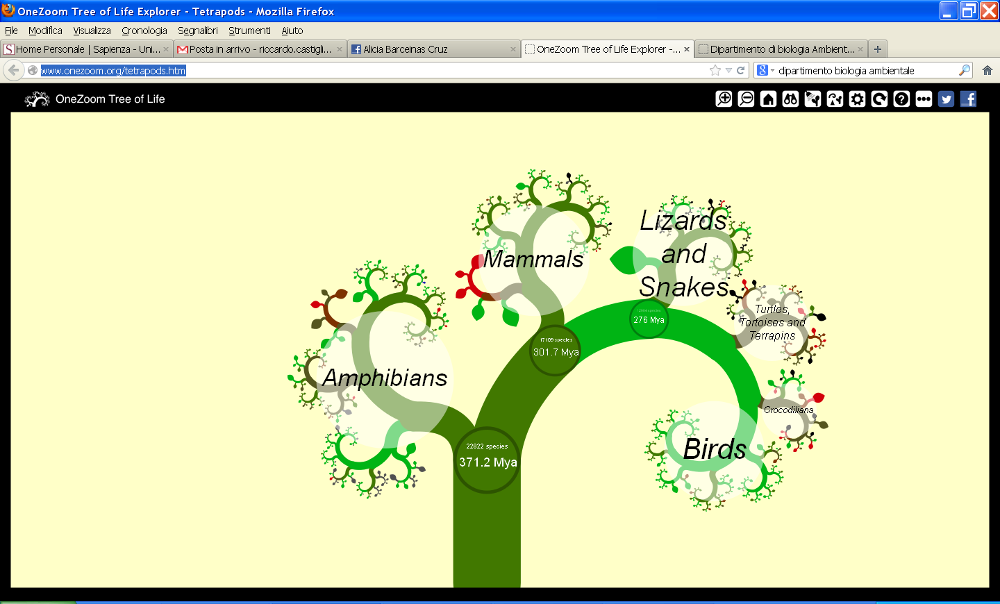 OneZoom Tree of Life Explorer - Tetrapods - Mozilla Firefox
File Modifica Visualizza Cronologia Segnalibri Strumenti Aiuto
Home Personale | Sapienza - Uni...
Posta in arrivo - riccardo.castigli...
Alicia Barceinas Cruz
OneZoom Tree of Life Explorer -...
Dipartimento di biologia Ambient...
www.onezoom.org/tetrapods.htm
dipartimento biologia ambientale
OneZoom Tree of Life
Lizards
and
Snakes
Mammals
Turtles,
Tortoises and
Terrapins
276 Mya
17109 species
301.7 Mya
Amphibians
Crocodilians
Birds
22822 species
371.2 Mya